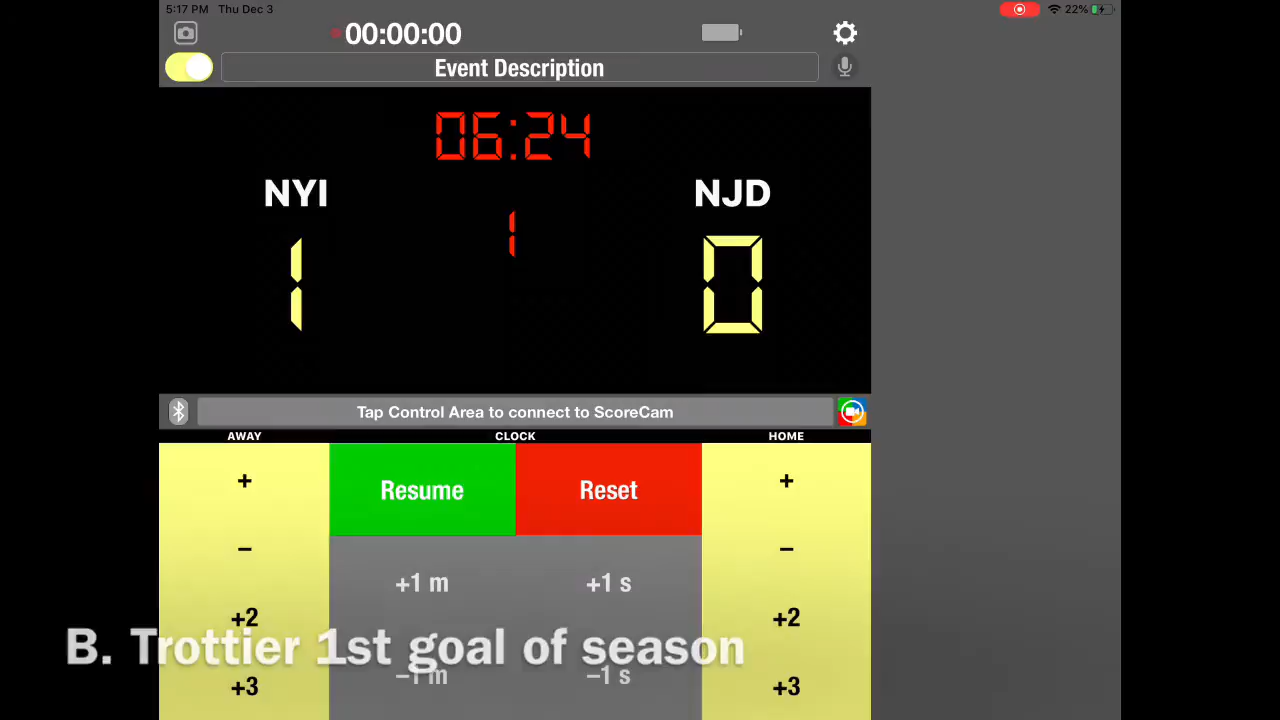 5:17 PM Thu Dec 3
22%
00:00:00
Event Description
06:24
NYI
NJD
1
1
0
Tap Control Area to connect to ScoreCam
AWAY
CLOCK
HOME
+
Resume
Reset
+
−
−
+1 m
+1 s
+2
+2
B. Trottier 1st goal of season
−1 m
−1 s
+3
+3